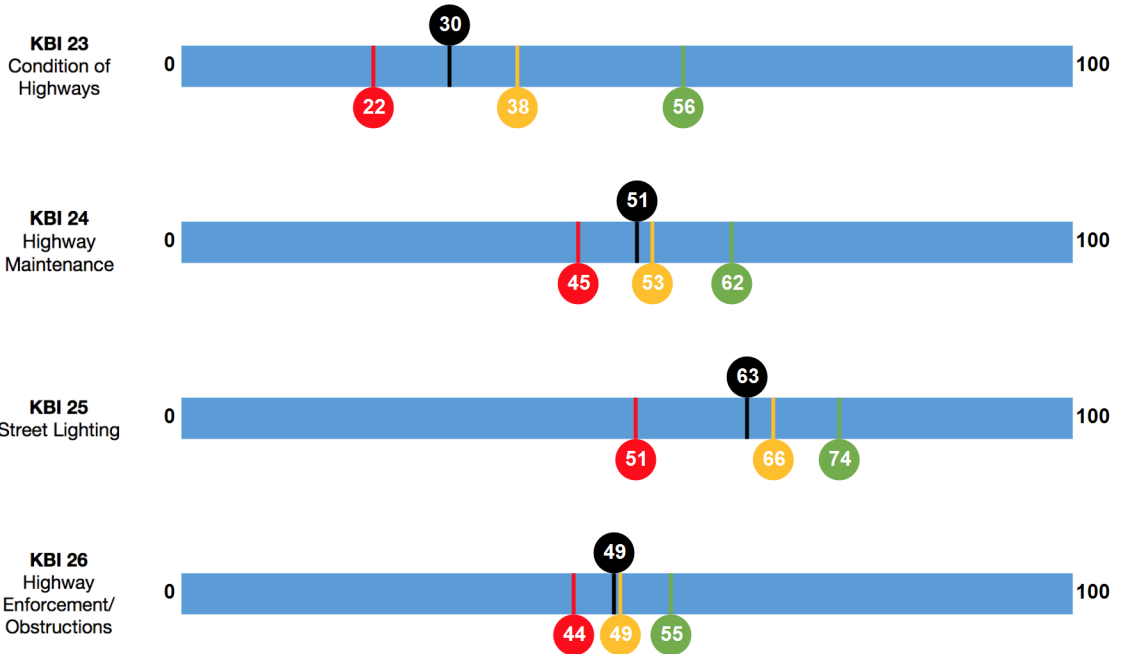 30
KBI 23
Condition of
Highways
0
100
22
38
56
51
KBI 24
Highway
Maintenance
0
100
45
53
62
63
KBI 25
Street Lighting
0
100
51
66
74
49
KBI 26
Highway
Enforcement/
Obstructions
0
100
44
49
55